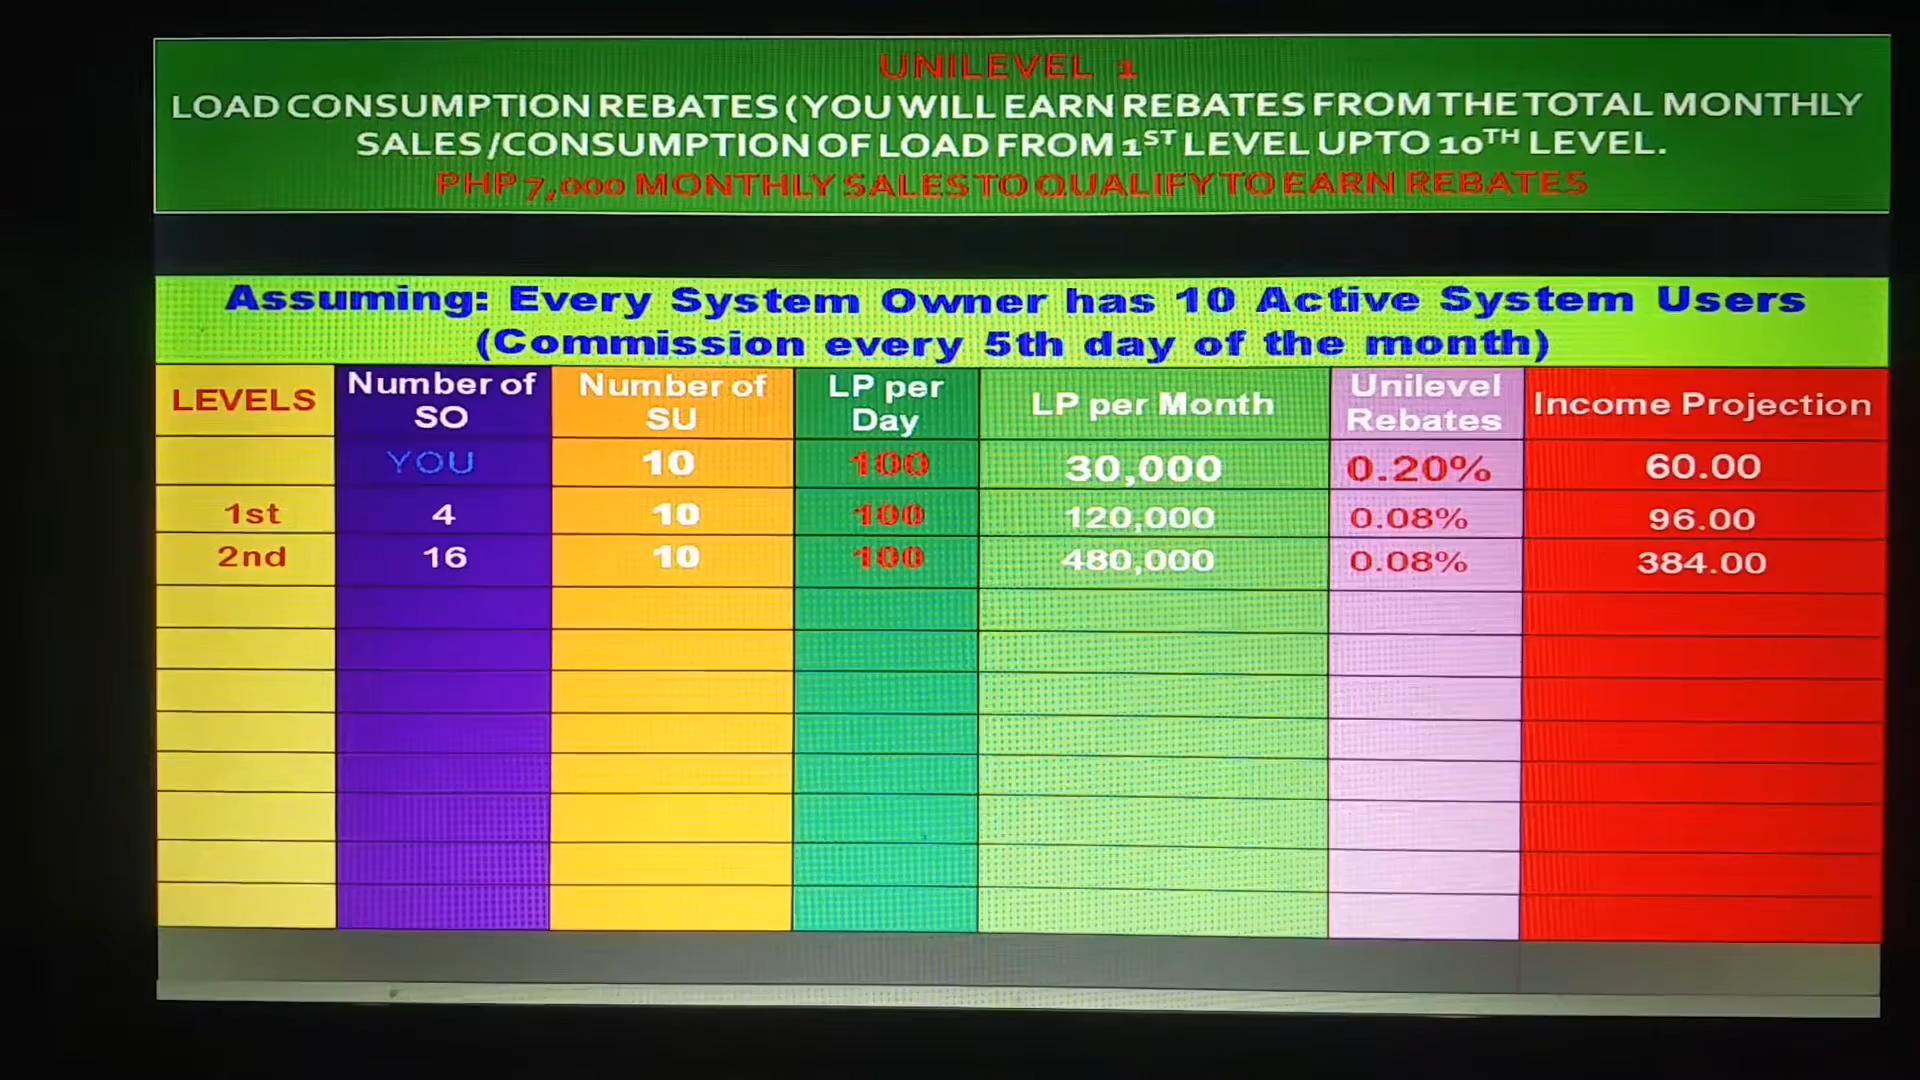 UNILEVEL 1
LOAD CONSUMPTION REBATES (YOU WILL EARN REBATES FROM THE TOTAL MONTHLY
SALES /CONSUMPTION OF LOAD FROM 1ST LEVEL UPTO 10TH LEVEL.
PHP 7,000 MONTHLY SALES TO QUALIFY TO EARN REBATES
Assuming: Every System Owner has 10 Active System Users
(Commission every 5th day of the month)
LEVELS Number of SO Number of SU LP per Day LP per Month Unilevel Rebates Income Projection
YOU 10 100 30,000 0.20% 60.00
1st 4 10 100 120,000 0.08% 96.00
2nd 16 10 100 480,000 0.08% 384.00